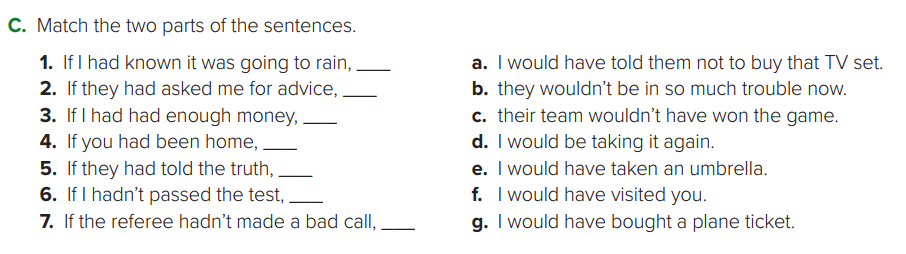 C. Match the two parts of the sentences.
1. If I had known it was going to rain, ____
2. If they had asked me for advice, ____
3. If I had had enough money, ____
4. If you had been home, ____
5. If they had told the truth, ____
6. If I hadn't passed the test, ____
7. If the referee hadn't made a bad call, ____
a. I would have told them not to buy that TV set.
b. they wouldn't be in so much trouble now.
c. their team wouldn't have won the game.
d. I would be taking it again.
e. I would have taken an umbrella.
f. I would have visited you.
g. I would have bought a plane ticket.